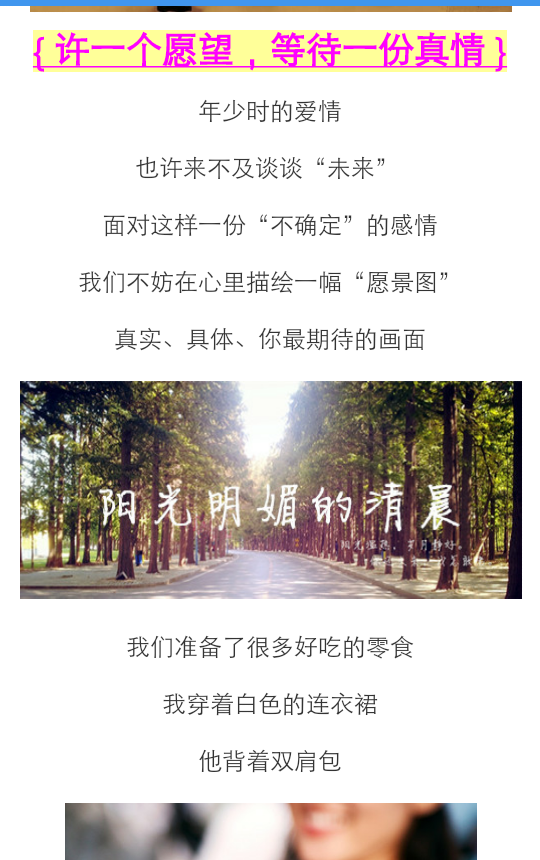 { 许一个愿望，等待一份真情 }
年少时的爱情
也许来不及谈谈“未来”
面对这样一份“不确定”的感情
我们不妨在心里描绘一幅“愿景图”
真实、具体、你最期待的画面
阳光明媚的清晨
我们准备了很多好吃的零食
我穿着白色的连衣裙
他背着双肩包